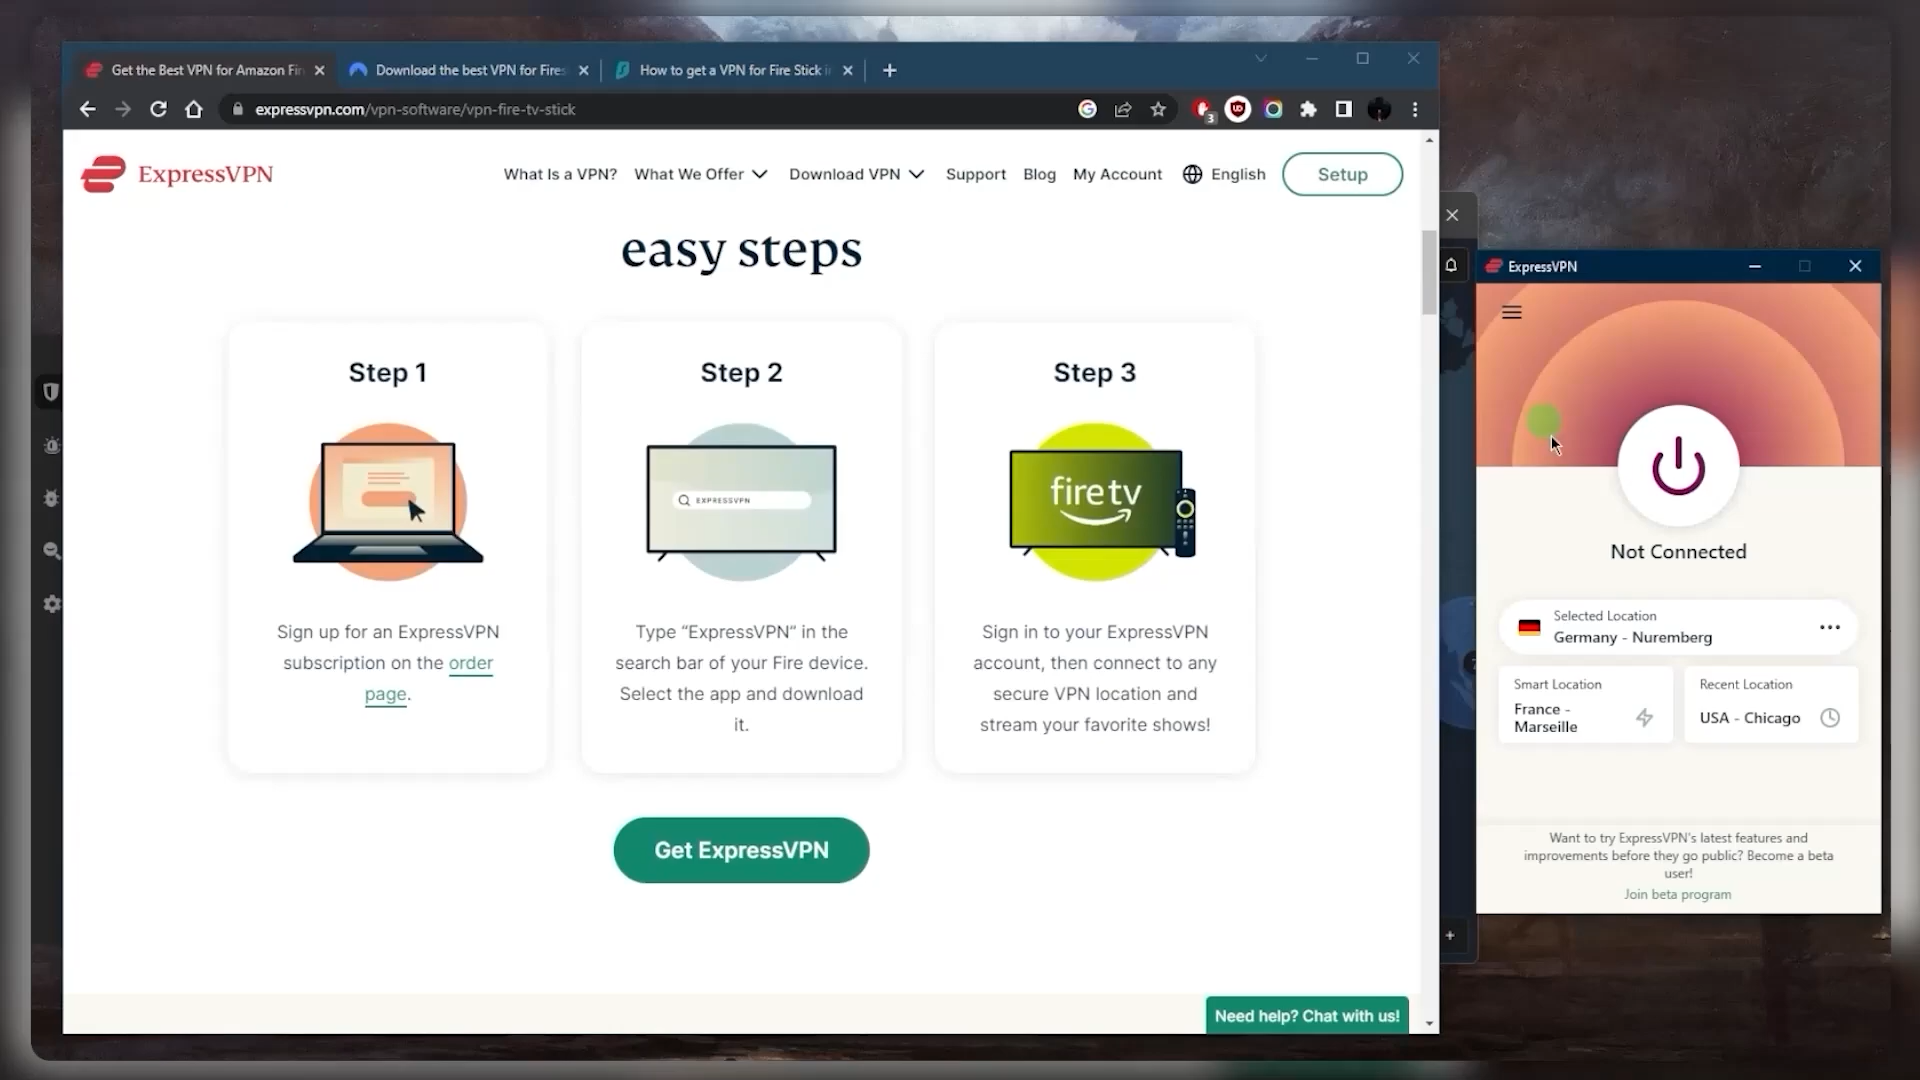 Get the Best VPN for Amazon Fir
Download the best VPN for Fires
How to get a VPN for Fire Stick i
expressvpn.com/vpn-software/vpn-fire-tv-stick
3
ExpressVPN
What Is a VPN?
What We Offer
Download VPN
Support
Blog
My Account
English
Setup
easy steps
Step 1
Sign up for an ExpressVPN
subscription on the order
page.
Step 2
EXPRESSVPN
Type “ExpressVPN” in the
search bar of your Fire device.
Select the app and download
it.
Step 3
fire tv
Sign in to your ExpressVPN
account, then connect to any
secure VPN location and
stream your favorite shows!
Get ExpressVPN
Need help? Chat with us!
ExpressVPN
Not Connected
Selected Location
Germany - Nuremberg
Smart Location
France -
Marseille
Recent Location
USA - Chicago
Want to try ExpressVPN's latest features and
improvements before they go public? Become a beta
user!
Join beta program